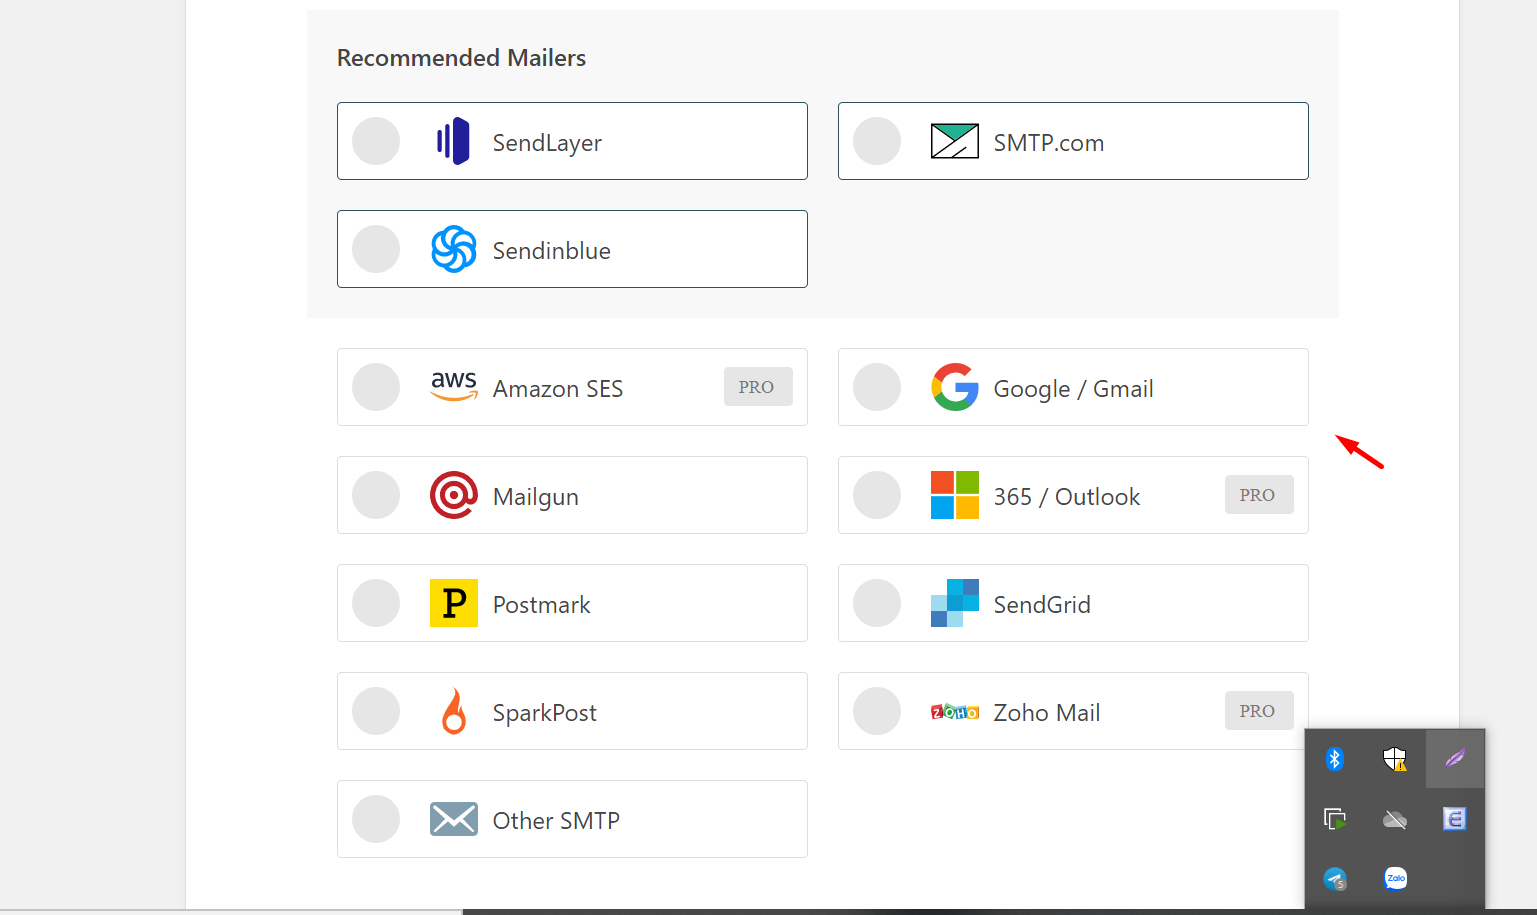 Recommended Mailers
SendLayer
SMTP.com
Sendinblue
aws
Amazon SES
PRO
Google / Gmail
Mailgun
365 / Outlook
PRO
P
Postmark
SendGrid
SparkPost
ZOHO
Zoho Mail
PRO
Other SMTP
E
5
Zalo